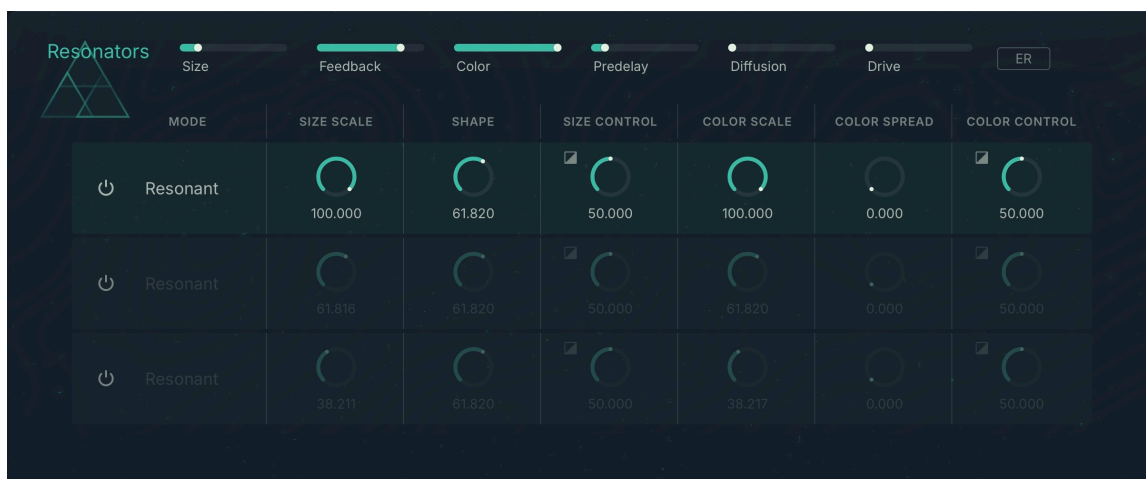 Resonators
Size Feedback Color Predelay Diffusion Drive ER
MODE SIZE SCALE SHAPE SIZE CONTROL COLOR SCALE COLOR SPREAD COLOR CONTROL
Resonant
100.000 61.820 50.000 100.000 0.000 50.000
Resonant
61.816 61.820 50.000 61.820 0.000 50.000
Resonant
38.211 61.820 50.000 38.217 0.000 50.000